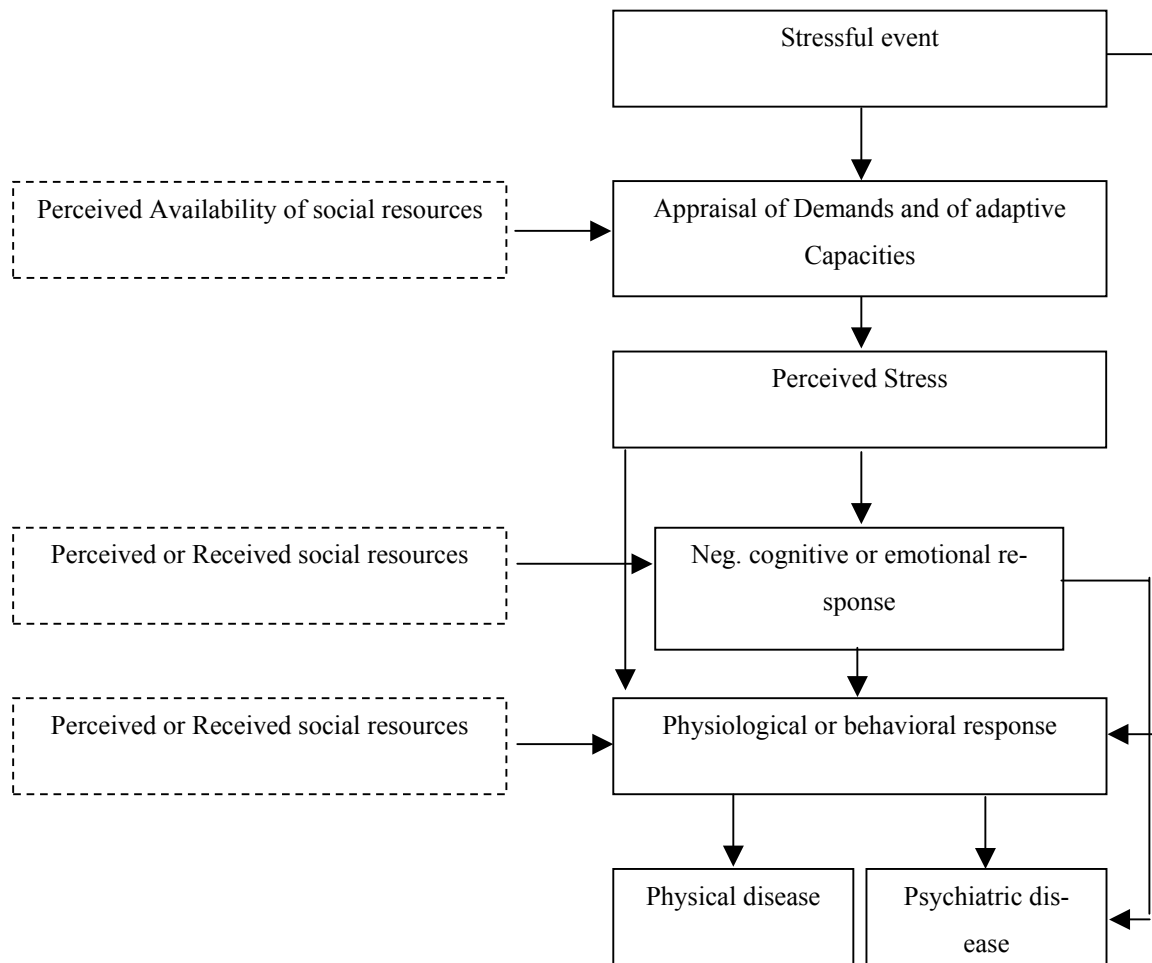 Stressful event
Perceived Availability of social resources
Appraisal of Demands and of adaptive
Capacities
Perceived Stress
Perceived or Received social resources
Neg. cognitive or emotional re-
sponse
Perceived or Received social resources
Physiological or behavioral response
Physical disease
Psychiatric dis-
ease